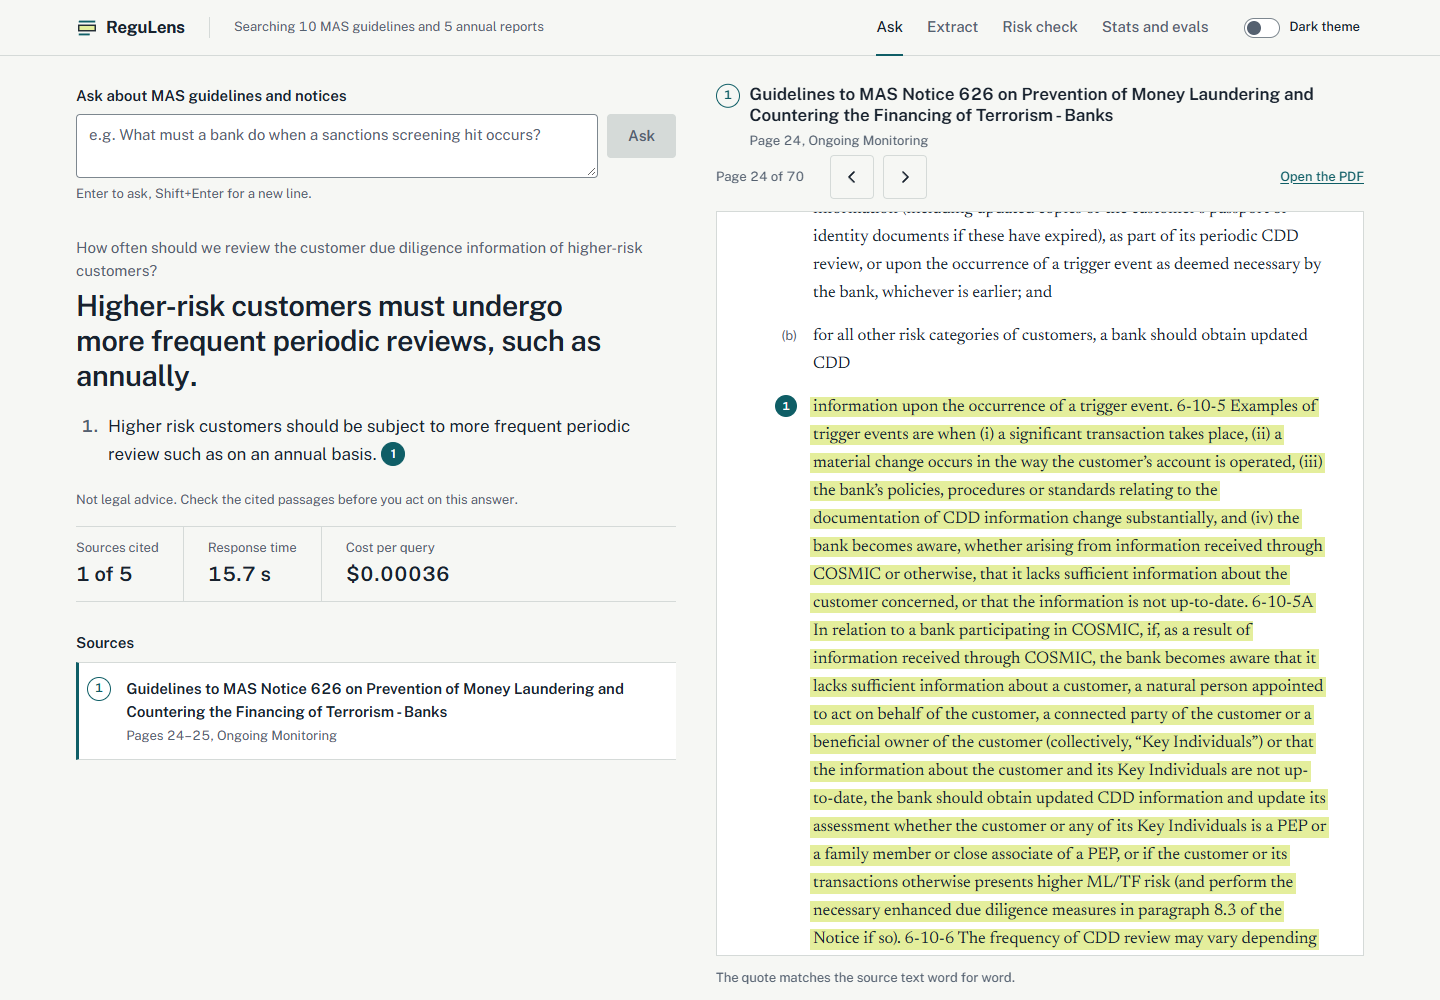 ReguLens
Searching 10 MAS guidelines and 5 annual reports
Ask
Extract
Risk check
Stats and evals
Dark theme
Ask about MAS guidelines and notices
e.g. What must a bank do when a sanctions screening hit occurs?
Ask
Enter to ask, Shift+Enter for a new line.
How often should we review the customer due diligence information of higher-risk
customers?
Higher-risk customers must undergo
more frequent periodic reviews, such as
annually.
1. Higher risk customers should be subject to more frequent periodic
review such as on an annual basis. 1
Not legal advice. Check the cited passages before you act on this answer.
Sources cited
1 of 5
Response time
15.7 s
Cost per query
$0.00036
Sources
1
Guidelines to MAS Notice 626 on Prevention of Money Laundering and
Countering the Financing of Terrorism - Banks
Pages 24–25, Ongoing Monitoring
1
Guidelines to MAS Notice 626 on Prevention of Money Laundering and
Countering the Financing of Terrorism - Banks
Page 24, Ongoing Monitoring
Page 24 of 70
Open the PDF
information (including updated copies of the customer's passport or
identity documents if these have expired), as part of its periodic CDD
review, or upon the occurrence of a trigger event as deemed necessary by
the bank, whichever is earlier; and
(b) for all other risk categories of customers, a bank should obtain updated
CDD
1 information upon the occurrence of a trigger event. 6-10-5 Examples of
trigger events are when (i) a significant transaction takes place, (ii) a
material change occurs in the way the customer’s account is operated, (iii)
the bank’s policies, procedures or standards relating to the
documentation of CDD information change substantially, and (iv) the
bank becomes aware, whether arising from information received through
COSMIC or otherwise, that it lacks sufficient information about the
customer concerned, or that the information is not up-to-date. 6-10-5A
In relation to a bank participating in COSMIC, if, as a result of
information received through COSMIC, the bank becomes aware that it
lacks sufficient information about a customer, a natural person appointed
to act on behalf of the customer, a connected party of the customer or a
beneficial owner of the customer (collectively, “Key Individuals”) or that
the information about the customer and its Key Individuals are not up-
to-date, the bank should obtain updated CDD information and update its
assessment whether the customer or any of its Key Individuals is a PEP or
a family member or close associate of a PEP, or if the customer or its
transactions otherwise presents higher ML/TF risk (and perform the
necessary enhanced due diligence measures in paragraph 8.3 of the
Notice if so). 6-10-6 The frequency of CDD review may vary depending
The quote matches the source text word for word.